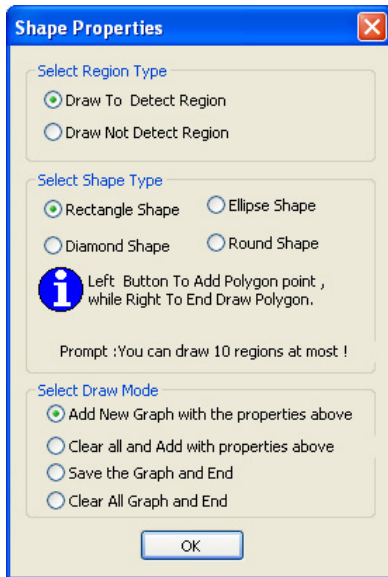 Shape Properties
Select Region Type
Draw To Detect Region
Draw Not Detect Region
Select Shape Type
Rectangle Shape
Ellipse Shape
Diamond Shape
Round Shape
Left Button To Add Polygon point ,
while Right To End Draw Polygon.
Prompt :You can draw 10 regions at most !
Select Draw Mode
Add New Graph with the properties above
Clear all and Add with properties above
Save the Graph and End
Clear All Graph and End
OK